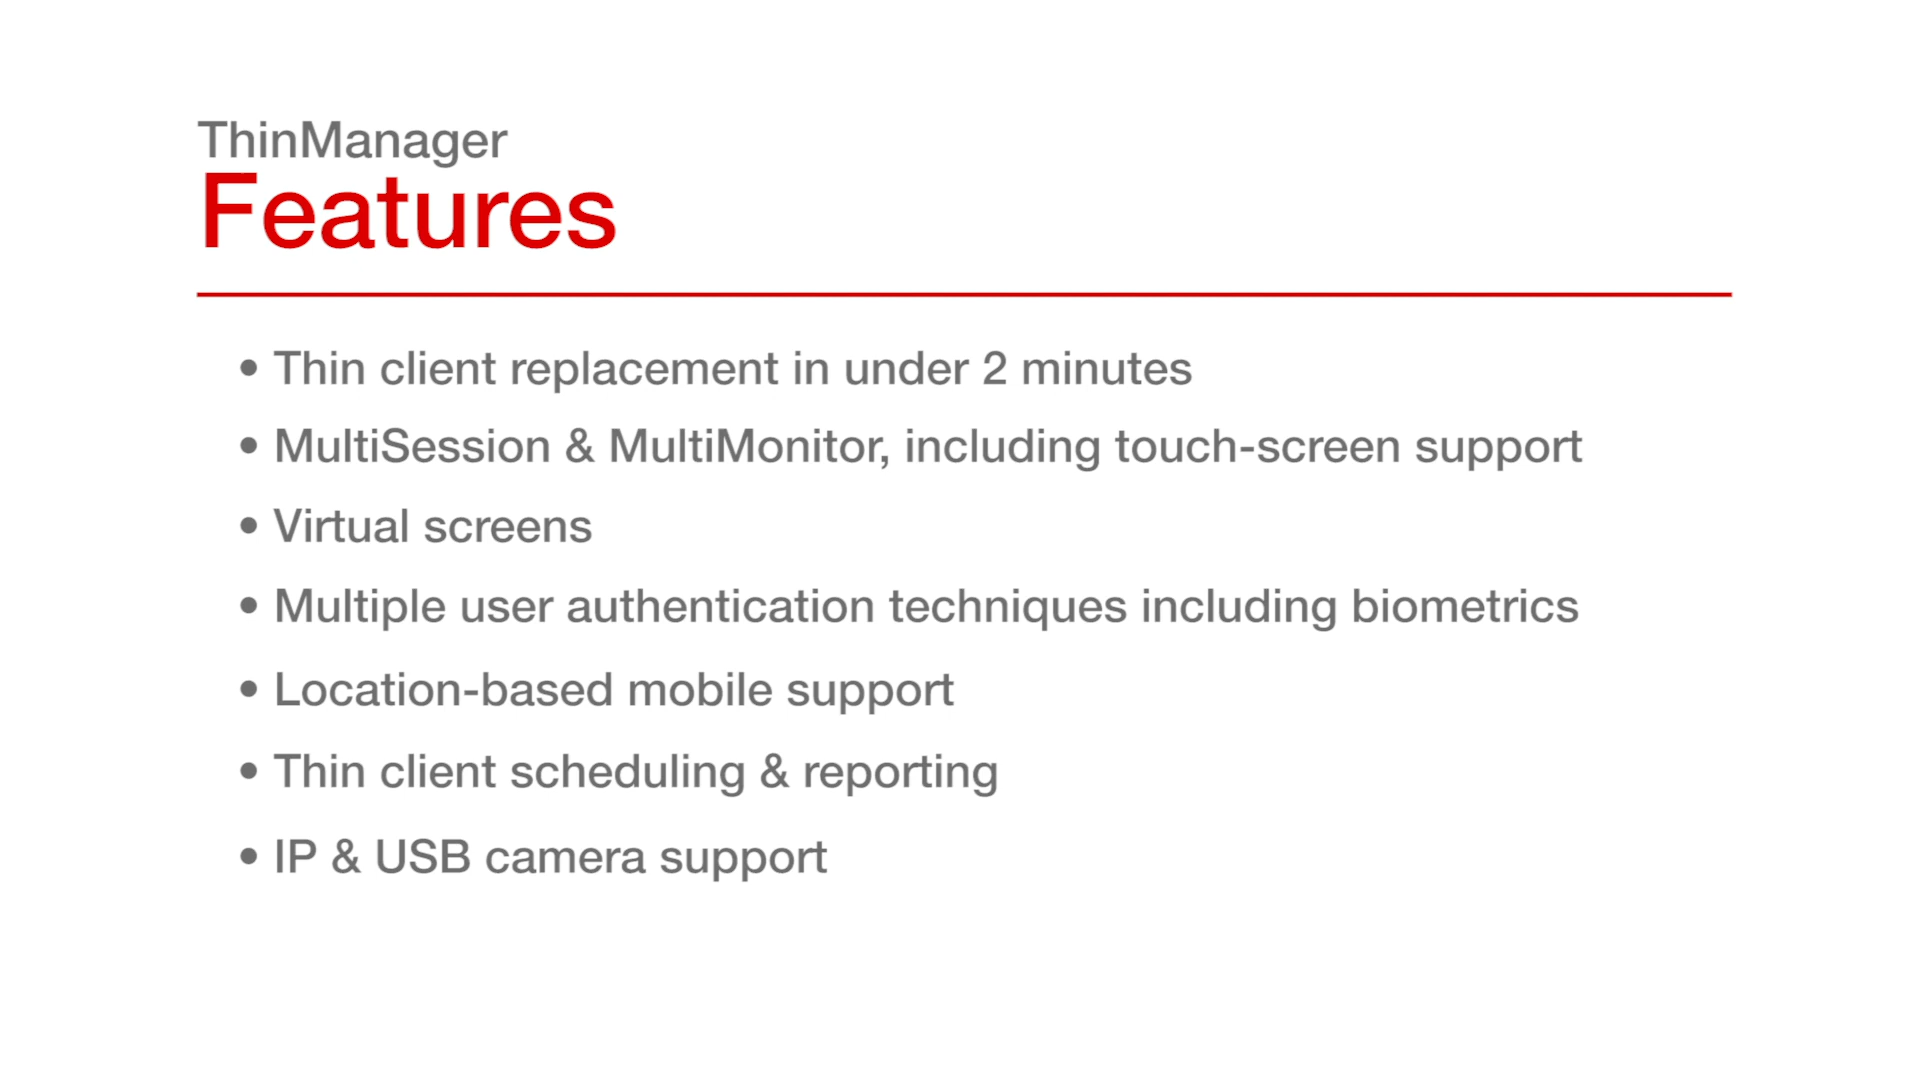 ThinManager
Features
• Thin client replacement in under 2 minutes
• MultiSession & MultiMonitor, including touch-screen support
• Virtual screens
• Multiple user authentication techniques including biometrics
• Location-based mobile support
• Thin client scheduling & reporting
• IP & USB camera support